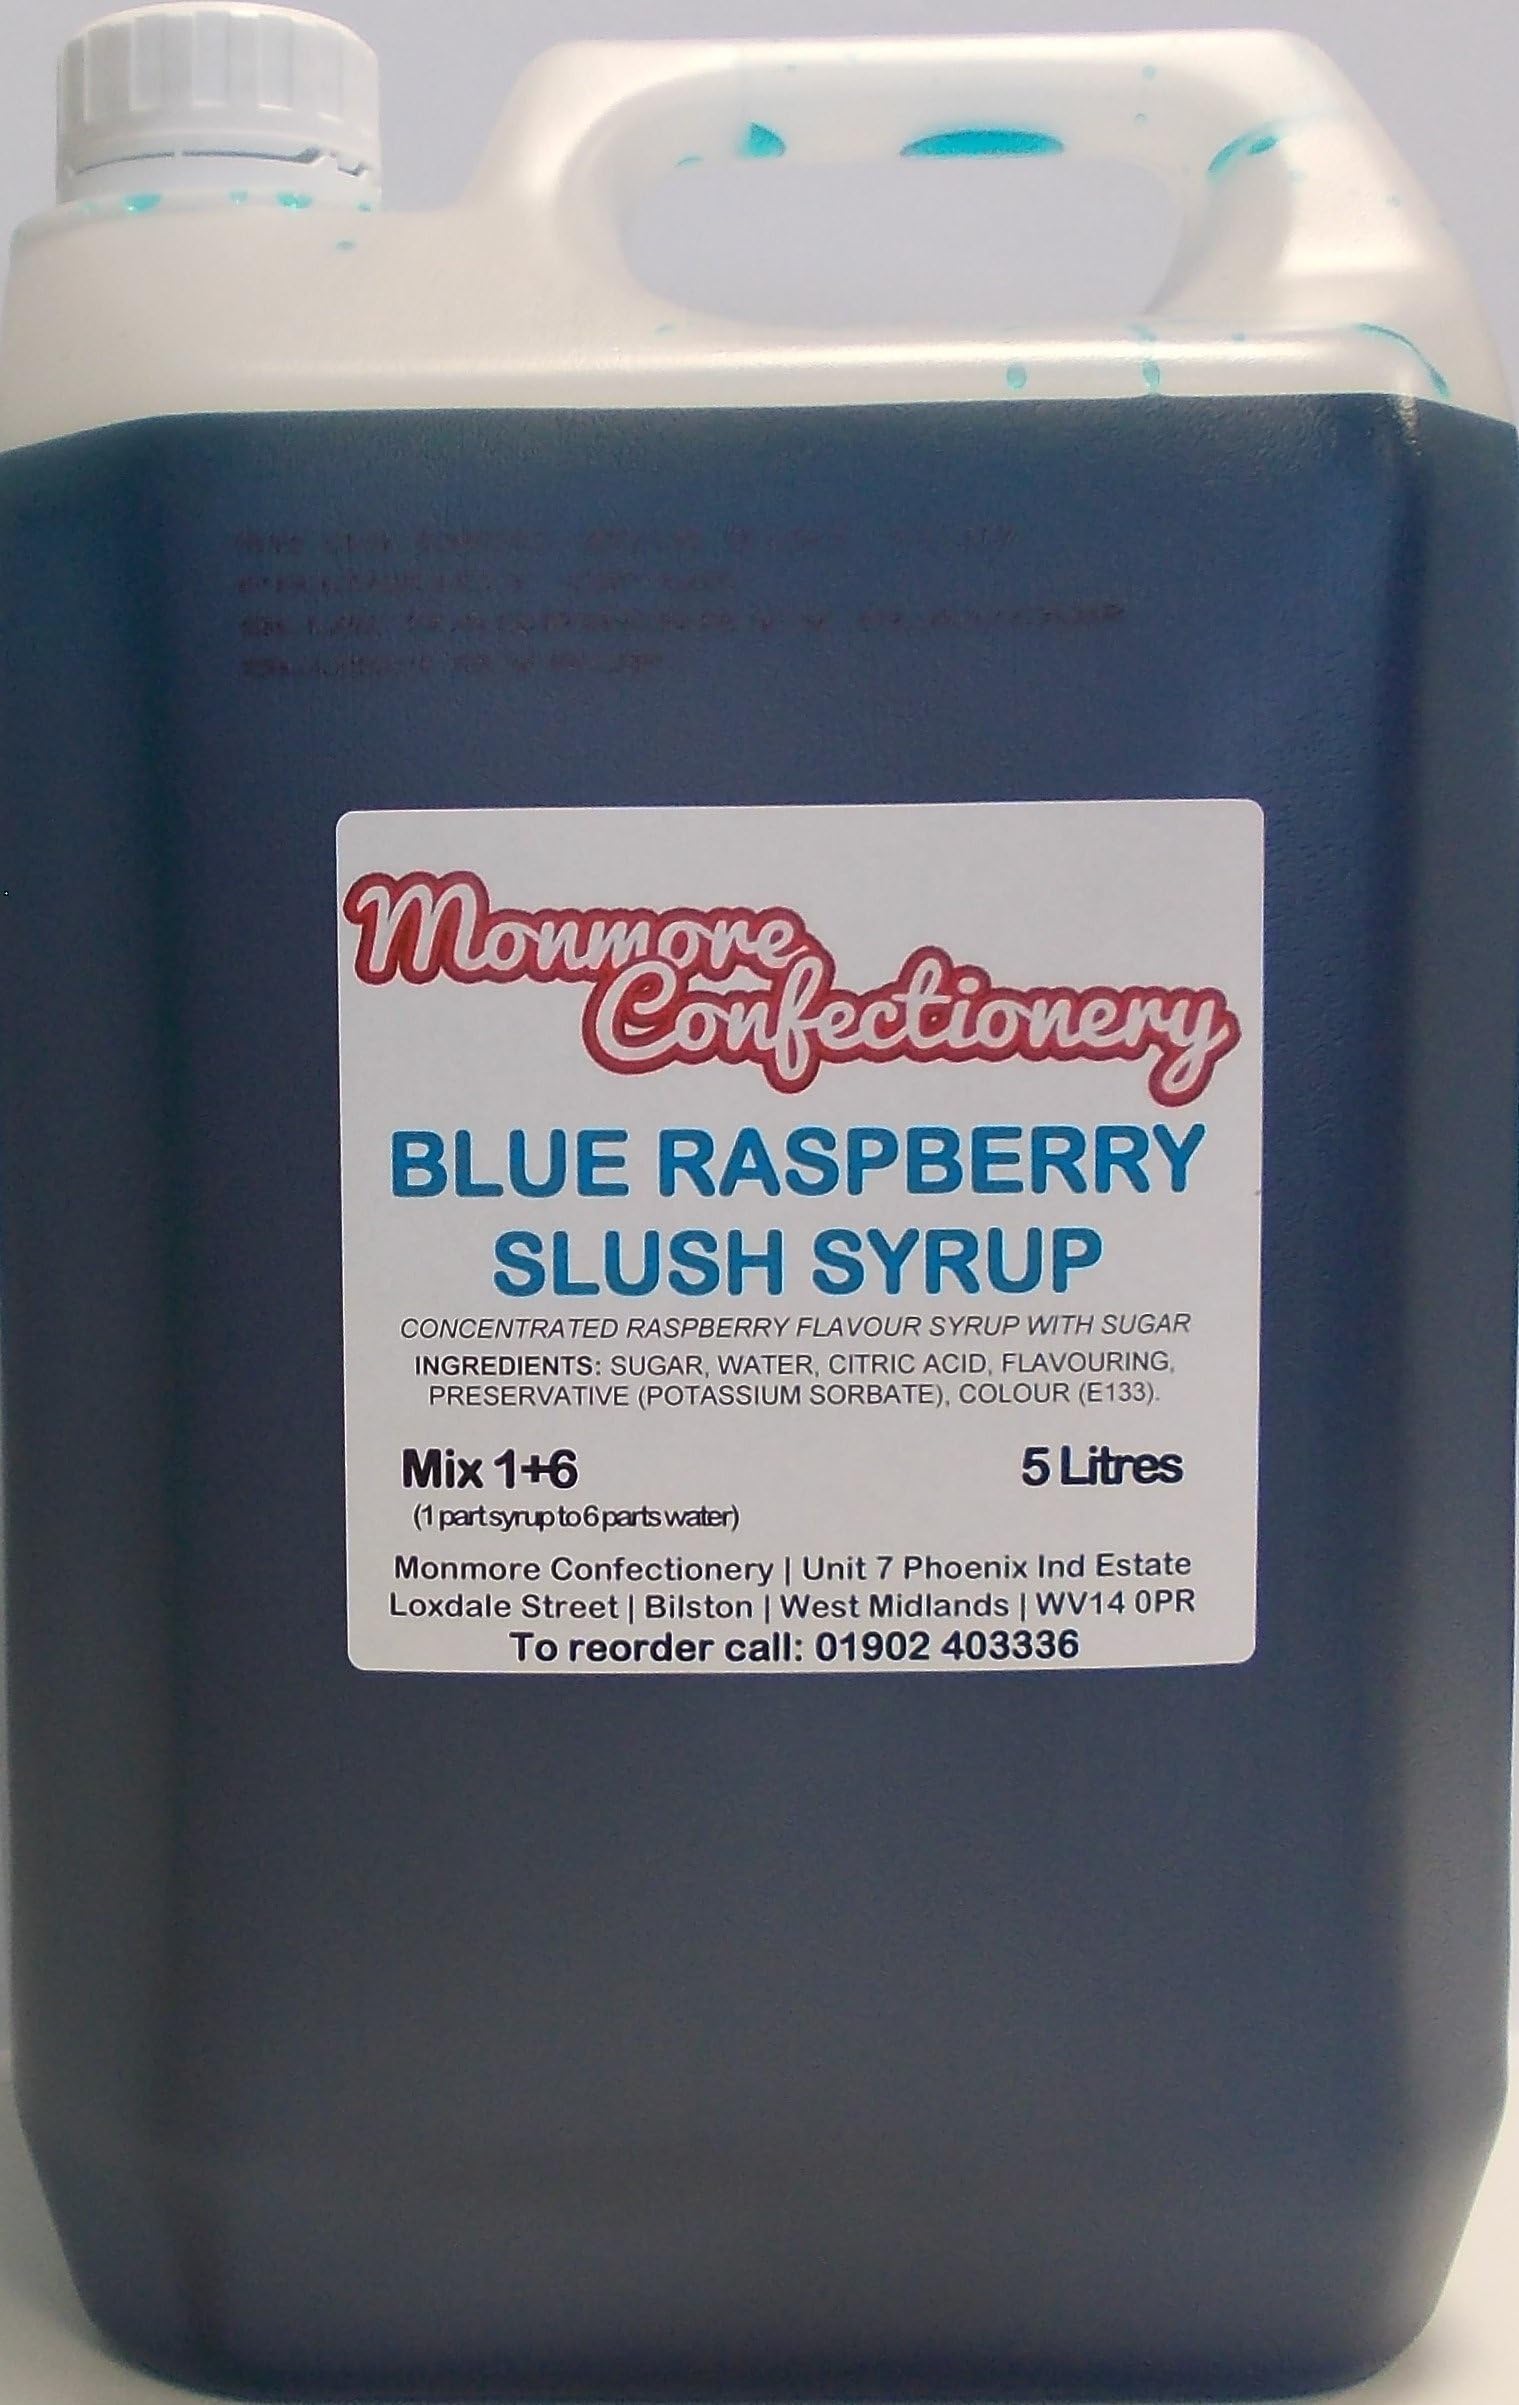 Monmore
Confectionery
BLUE RASPBERRY
SLUSH SYRUP
CONCENTRATED RASPBERRY FLAVOUR SYRUP WITH SUGAR
INGREDIENTS: SUGAR, WATER, CITRIC ACID, FLAVOURING,
PRESERVATIVE (POTASSIUM SORBATE), COLOUR (E133).
Mix 1+6 5 Litres
(1 part syrup to 6 parts water)
Monmore Confectionery | Unit 7 Phoenix Ind Estate
Loxdale Street | Bilston | West Midlands | WV14 0PR
To reorder call: 01902 403336